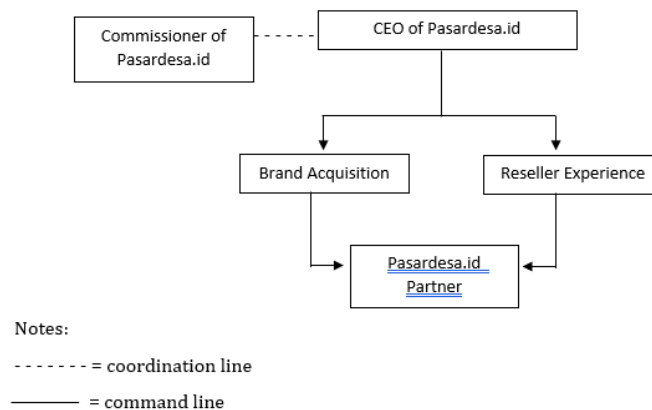 Commissioner of
Pasardesa.id
CEO of Pasardesa.id
Brand Acquisition
Reseller Experience
Pasardesa.id
Partner
Notes:
- - - - - - - = coordination line
———— = command line